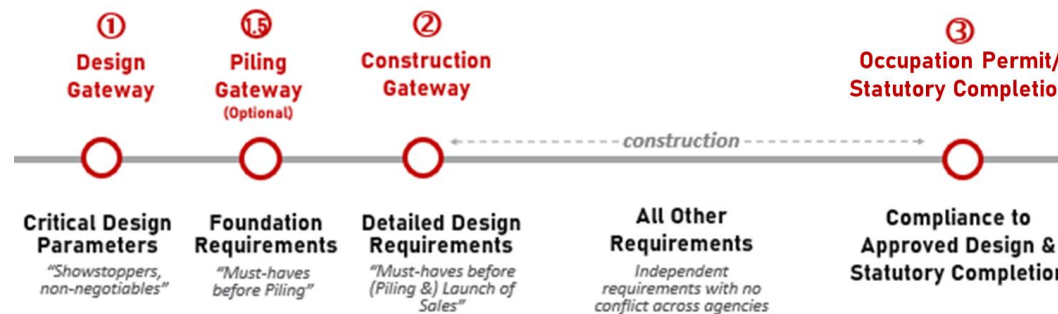 1
Design
Gateway
1.5
Piling
Gateway
(Optional)
2
Construction
Gateway
3
Occupation Permit/
Statutory Completion
construction
Critical Design
Parameters
"Showstoppers,
non-negotiables"
Foundation
Requirements
"Must-haves
before Piling"
Detailed Design
Requirements
"Must-haves before
(Piling &) Launch of
Sales"
All Other
Requirements
Independent
requirements with no
conflict across agencies
Compliance to
Approved Design &
Statutory Completion